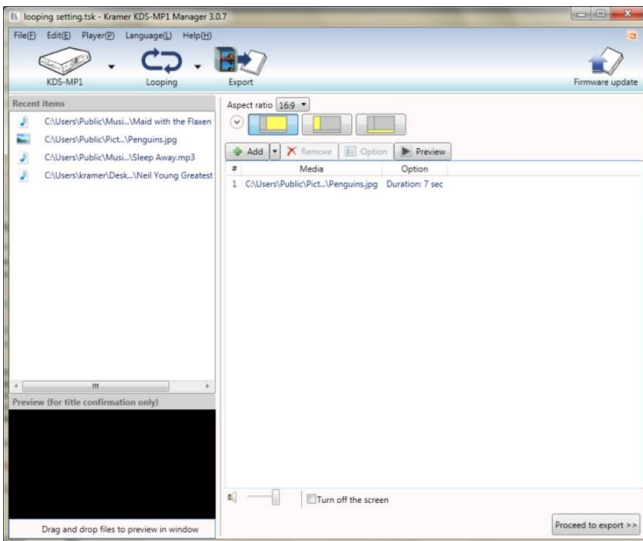 looping setting.tsk - Kramer KDS-MP1 Manager 3.0.7
File(F) Edit(E) Player(P) Language(L) Help(H)
KDS-MP1 Looping Export Firmware update
Recent items
C:\Users\Public\Musi...\Maid with the Flaxen
C:\Users\Public\Pict...\Penguins.jpg
C:\Users\Public\Musi...\Sleep Away.mp3
C:\Users\kramer\Desk...\Neil Young Greatest
Preview (for title confirmation only)
Drag and drop files to preview in window
Aspect ratio 16:9
Add Remove Option Preview
# Media Option
1 C:\Users\Public\Pict...\Penguins.jpg Duration: 7 sec
Turn off the screen
Proceed to export >>